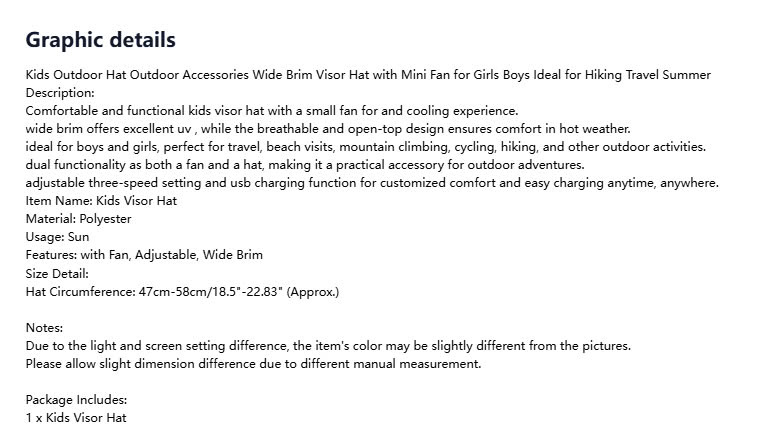 Graphic details
Kids Outdoor Hat Outdoor Accessories Wide Brim Visor Hat with Mini Fan for Girls Boys Ideal for Hiking Travel Summer
Description:
Comfortable and functional kids visor hat with a small fan for and cooling experience.
wide brim offers excellent uv , while the breathable and open-top design ensures comfort in hot weather.
ideal for boys and girls, perfect for travel, beach visits, mountain climbing, cycling, hiking, and other outdoor activities.
dual functionality as both a fan and a hat, making it a practical accessory for outdoor adventures.
adjustable three-speed setting and usb charging function for customized comfort and easy charging anytime, anywhere.
Item Name: Kids Visor Hat
Material: Polyester
Usage: Sun
Features: with Fan, Adjustable, Wide Brim
Size Detail:
Hat Circumference: 47cm-58cm/18.5"-22.83" (Approx.)
Notes:
Due to the light and screen setting difference, the item's color may be slightly different from the pictures.
Please allow slight dimension difference due to different manual measurement.
Package Includes:
1 x Kids Visor Hat